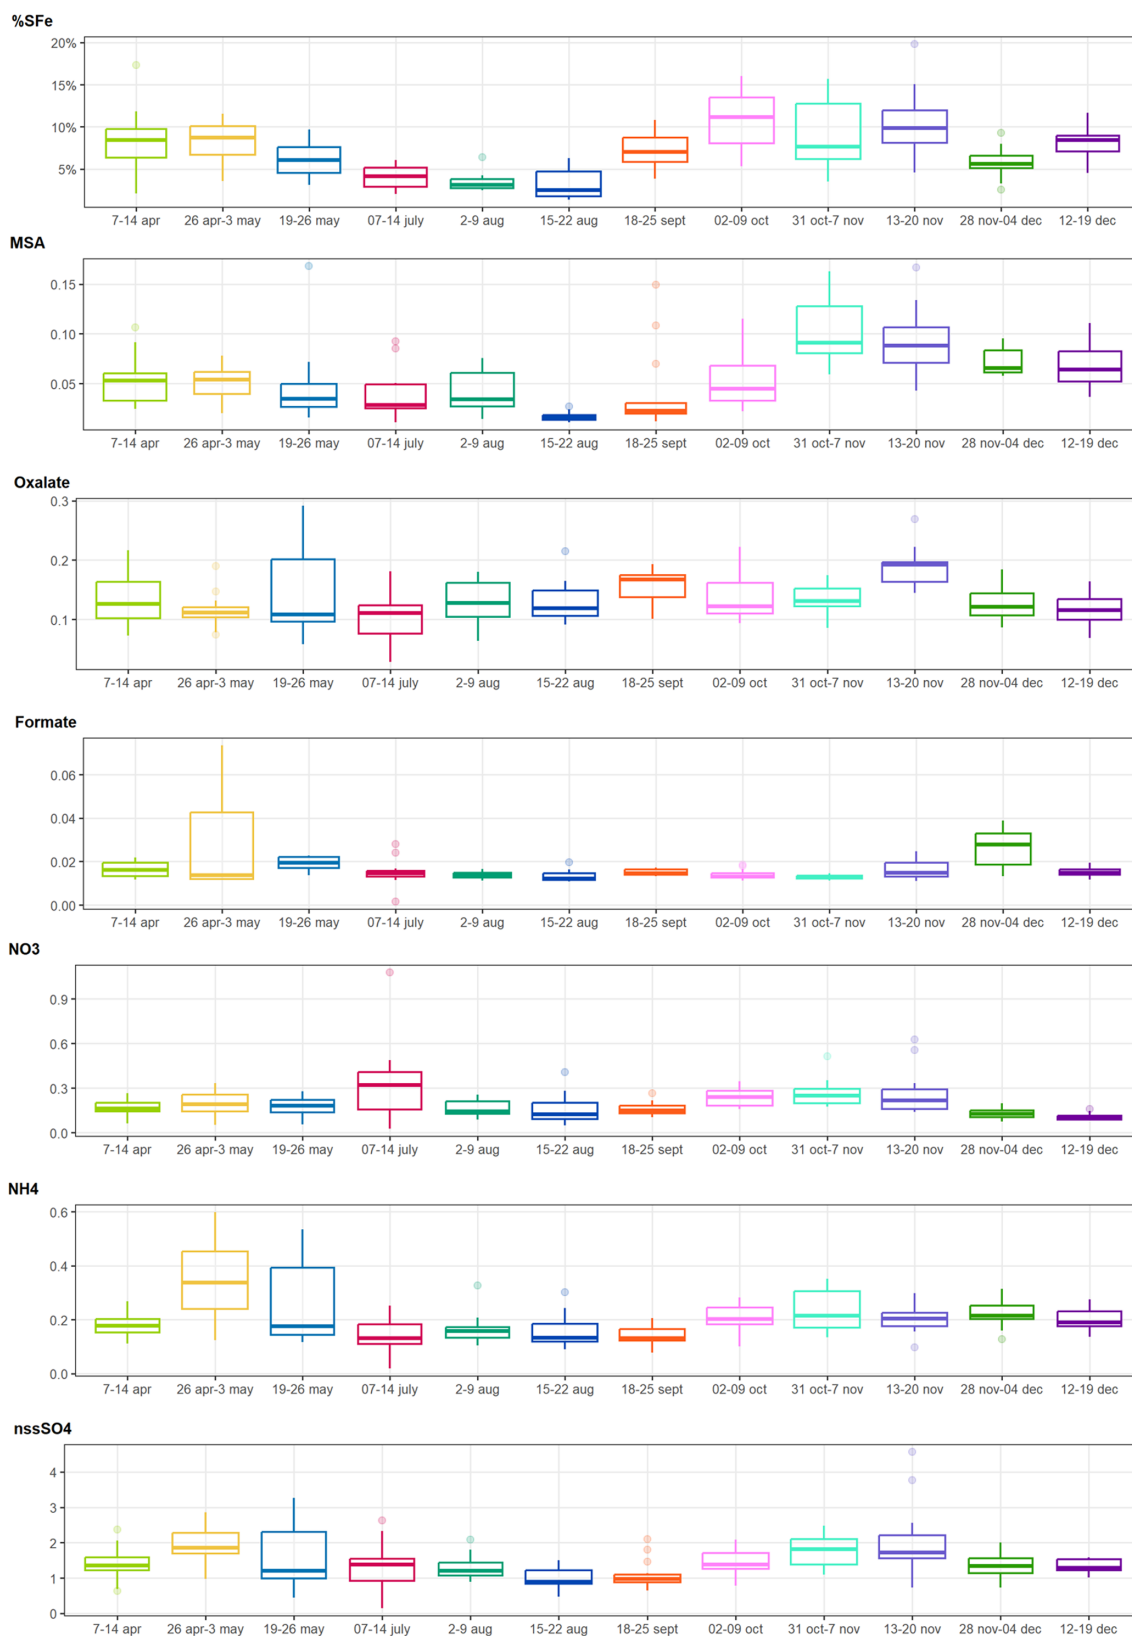 %SFe
20%
15%
10%
5%
7-14 apr 26 apr-3 may 19-26 may 07-14 july 2-9 aug 15-22 aug 18-25 sept 02-09 oct 31 oct-7 nov 13-20 nov 28 nov-04 dec 12-19 dec
MSA
0.15
0.10
0.05
7-14 apr 26 apr-3 may 19-26 may 07-14 july 2-9 aug 15-22 aug 18-25 sept 02-09 oct 31 oct-7 nov 13-20 nov 28 nov-04 dec 12-19 dec
Oxalate
0.3
0.2
0.1
7-14 apr 26 apr-3 may 19-26 may 07-14 july 2-9 aug 15-22 aug 18-25 sept 02-09 oct 31 oct-7 nov 13-20 nov 28 nov-04 dec 12-19 dec
Formate
0.06
0.04
0.02
0.00
7-14 apr 26 apr-3 may 19-26 may 07-14 july 2-9 aug 15-22 aug 18-25 sept 02-09 oct 31 oct-7 nov 13-20 nov 28 nov-04 dec 12-19 dec
NO3
0.9
0.6
0.3
0.0
7-14 apr 26 apr-3 may 19-26 may 07-14 july 2-9 aug 15-22 aug 18-25 sept 02-09 oct 31 oct-7 nov 13-20 nov 28 nov-04 dec 12-19 dec
NH4
0.6
0.4
0.2
0.0
7-14 apr 26 apr-3 may 19-26 may 07-14 july 2-9 aug 15-22 aug 18-25 sept 02-09 oct 31 oct-7 nov 13-20 nov 28 nov-04 dec 12-19 dec
nssSO4
4
3
2
1
0
7-14 apr 26 apr-3 may 19-26 may 07-14 july 2-9 aug 15-22 aug 18-25 sept 02-09 oct 31 oct-7 nov 13-20 nov 28 nov-04 dec 12-19 dec